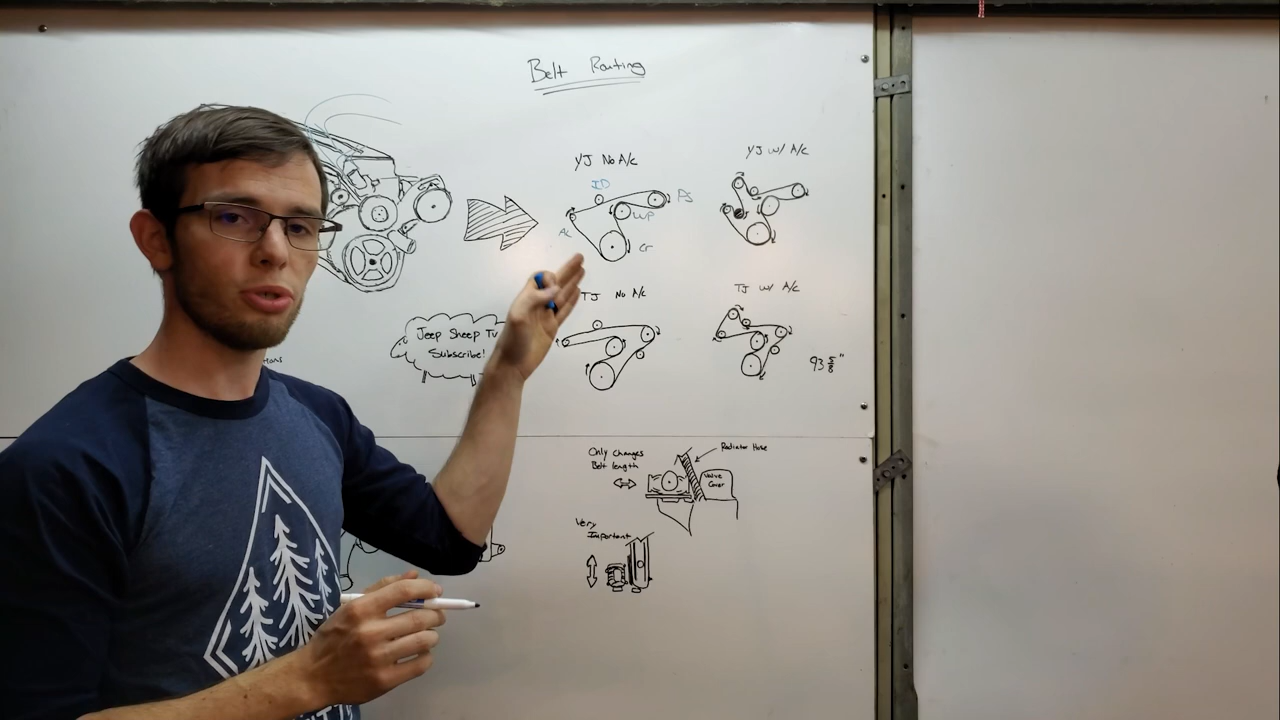 Belt Routing
YJ No A/C
YJ w/ A/C
ID
PS
WP
CR
TJ No A/C
TJ w/ A/C
93 5/8"
Jeep Sheep Tv
Subscribe!
Only Changes
Belt length
Radiator Hose
Valve
Cover
Very
Important